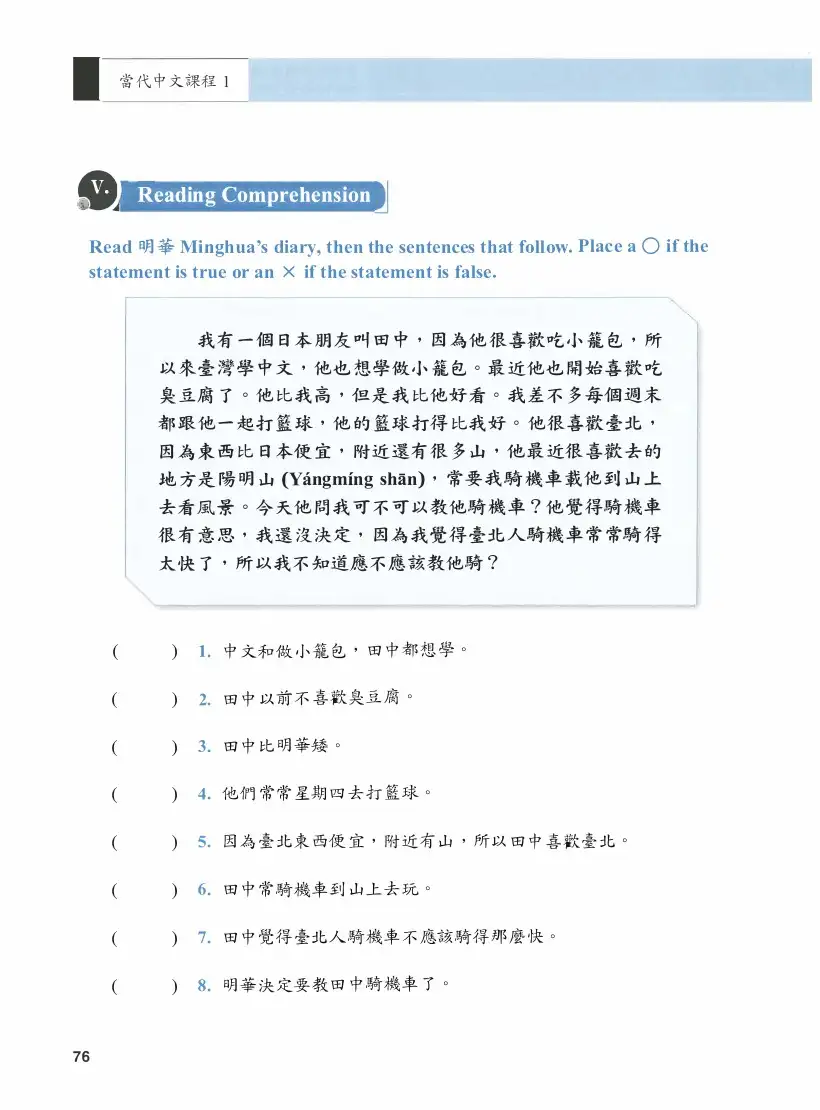 當代中文課程 1
V.
Reading Comprehension
Read 明華 Minghua's diary, then the sentences that follow. Place a ◯ if the
statement is true or an × if the statement is false.
我有一個日本朋友叫田中，因為他很喜歡吃小籠包，所
以來臺灣學中文，他也想學做小籠包。最近他也開始喜歡吃
臭豆腐了。他比我高，但是我比他好看。我差不多每個週末
都跟他一起打籃球，他的籃球打得比我好。他很喜歡臺北，
因為東西比日本便宜，附近還有很多山，他最近很喜歡去的
地方是陽明山 (Yángmíng shān)，常要我騎機車載他到山上
去看風景。今天他問我可不可以教他騎機車？他覺得騎機車
很有意思，我還沒決定，因為我覺得臺北人騎機車常常騎得
太快了，所以我不知道應不應該教他騎？
( ) 1. 中文和做小籠包，田中都想學。
( ) 2. 田中以前不喜歡臭豆腐。
( ) 3. 田中比明華矮。
( ) 4. 他們常常星期四去打籃球。
( ) 5. 因為臺北東西便宜，附近有山，所以田中喜歡臺北。
( ) 6. 田中常騎機車到山上去玩。
( ) 7. 田中覺得臺北人騎機車不應該騎得那麼快。
( ) 8. 明華決定要教田中騎機車了。
76